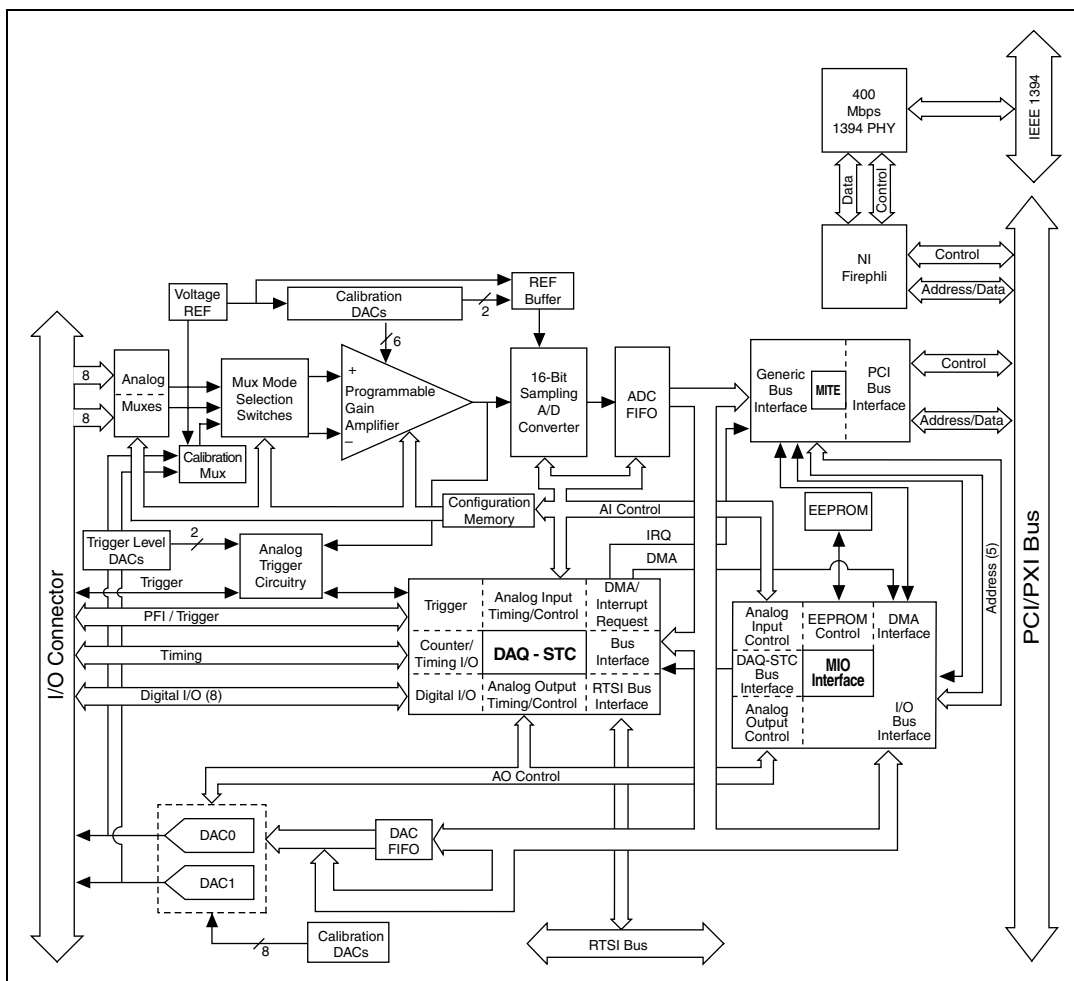 400
Mbps
1394 PHY
IEEE 1394
Data
Control
NI
Firephli
Control
Address/Data
Voltage
REF
Calibration
DACs
2
REF
Buffer
6
8
8
Analog
Muxes
Mux Mode
Selection
Switches
+
Programmable
Gain
Amplifier
–
16-Bit
Sampling
A/D
Converter
ADC
FIFO
Generic
Bus
Interface
MITE
PCI
Bus
Interface
Control
Address/Data
Calibration
Mux
Configuration
Memory
AI Control
EEPROM
Trigger Level
DACs
2
Analog
Trigger
Circuitry
IRQ
DMA
Address (5)
PCI/PXI Bus
I/O Connector
Trigger
PFI / Trigger
Timing
Digital I/O (8)
Trigger
Analog Input
Timing/Control
DMA/
Interrupt
Request
Counter/
Timing I/O
DAQ - STC
Bus
Interface
Digital I/O
Analog Output
Timing/Control
RTSI Bus
Interface
Analog
Input
Control
EEPROM
Control
DMA
Interface
DAQ-STC
Bus
Interface
MIO
Interface
Analog
Output
Control
I/O
Bus
Interface
AO Control
DAC0
DAC
FIFO
DAC1
8
Calibration
DACs
RTSI Bus